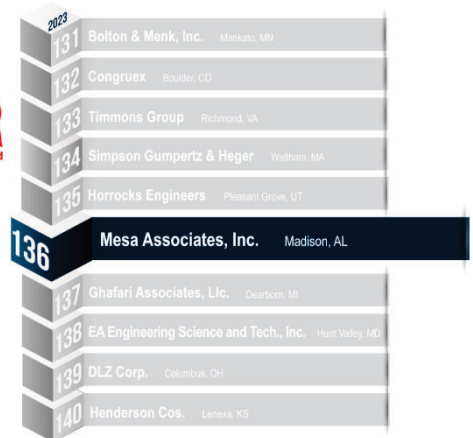 2023
131 Bolton & Menk, Inc. Mankato, MN
132 Congruex Boulder, CO
133 Timmons Group Richmond, VA
134 Simpson Gumpertz & Heger Waltham, MA
135 Horrocks Engineers Pleasant Grove, UT
136 Mesa Associates, Inc. Madison, AL
137 Ghafari Associates, Llc. Dearborn, MI
138 EA Engineering Science and Tech., Inc. Hunt Valley, MD
139 DLZ Corp. Columbus, OH
140 Henderson Cos. Lenexa, KS